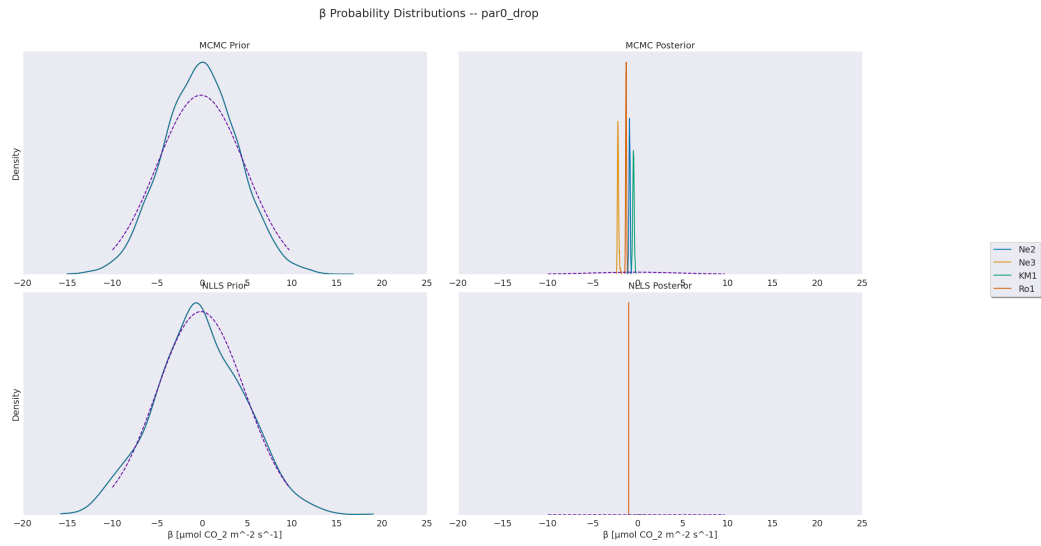 β Probability Distributions -- par0_drop
MCMC Prior
MCMC Posterior
Density
−20 −15 −10 −5 0 5 10 15 20 25
−20 −15 −10 −5 0 5 10 15 20 25
Ne2
Ne3
KM1
Ro1
NLLS Prior
NLLS Posterior
Density
−20 −15 −10 −5 0 5 10 15 20 25
−20 −15 −10 −5 0 5 10 15 20 25
β [μmol CO_2 m^-2 s^-1]
β [μmol CO_2 m^-2 s^-1]